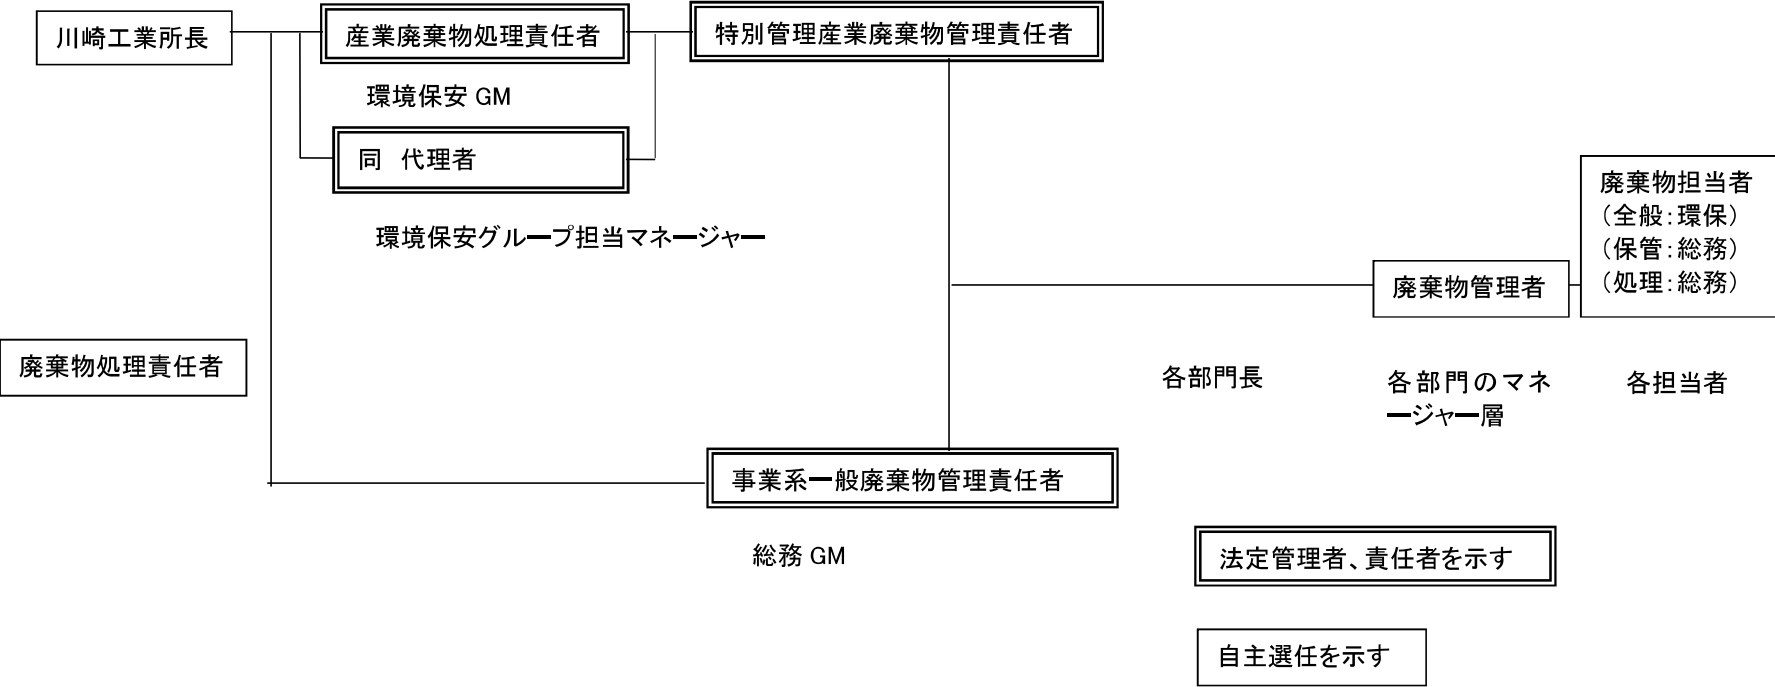 川崎工業所長
産業廃棄物処理責任者
特別管理産業廃棄物管理責任者
環境保安 GM
同　代理者
環境保安グループ担当マネージャー
廃棄物担当者
（全般：環保）
（保管：総務）
（処理：総務）
廃棄物管理者
廃棄物処理責任者
各部門長
各部門のマネ
ージャー層
各担当者
事業系一般廃棄物管理責任者
総務 GM
法定管理者、責任者を示す
自主選任を示す